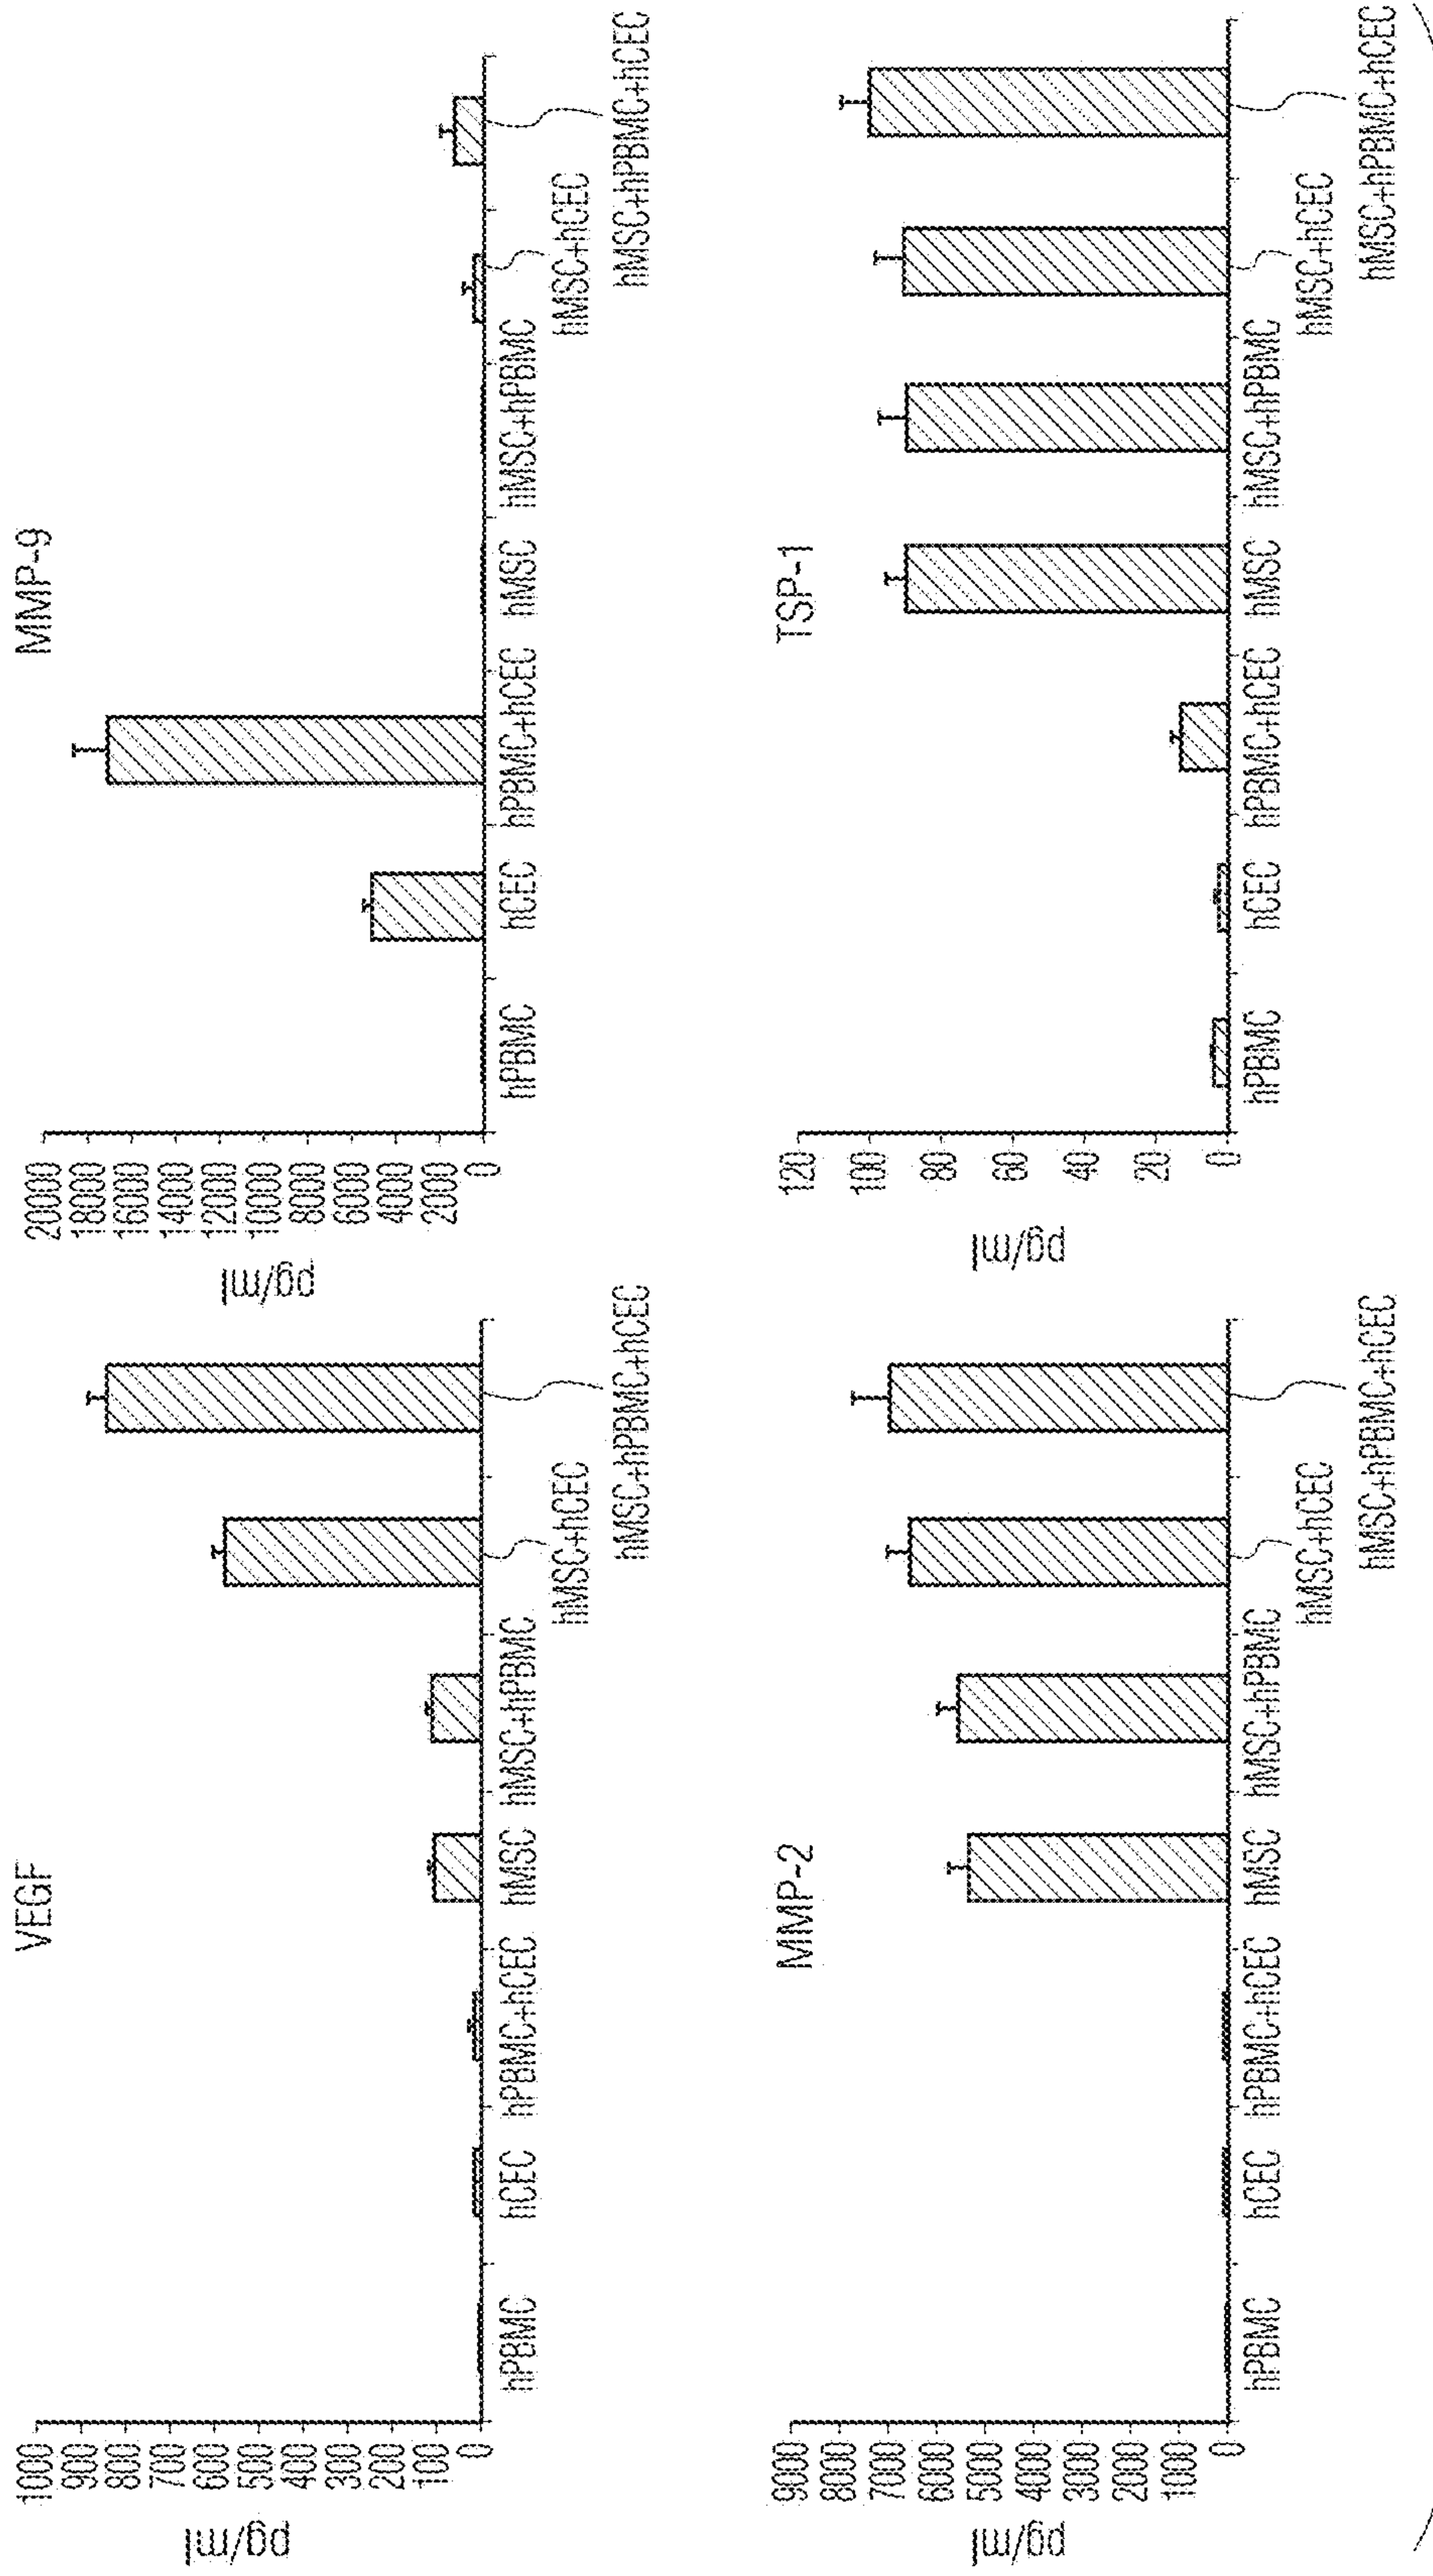 VEGF
pg/ml
1000
900
800
700
600
500
400
300
200
100
0
hPBMC
hCEC
hPBMC+hCEC
hMSC
hMSC+hPBMC
hMSC+hCEC
hMSC+hPBMC+hCEC
MMP-9
pg/ml
20000
18000
16000
14000
12000
10000
8000
6000
4000
2000
0
hPBMC
hCEC
hPBMC+hCEC
hMSC
hMSC+hPBMC
hMSC+hCEC
hMSC+hPBMC+hCEC
MMP-2
pg/ml
9000
8000
7000
6000
5000
4000
3000
2000
1000
0
hPBMC
hCEC
hPBMC+hCEC
hMSC
hMSC+hPBMC
hMSC+hCEC
hMSC+hPBMC+hCEC
TSP-1
pg/ml
120
100
80
60
40
20
0
hPBMC
hCEC
hPBMC+hCEC
hMSC
hMSC+hPBMC
hMSC+hCEC
hMSC+hPBMC+hCEC